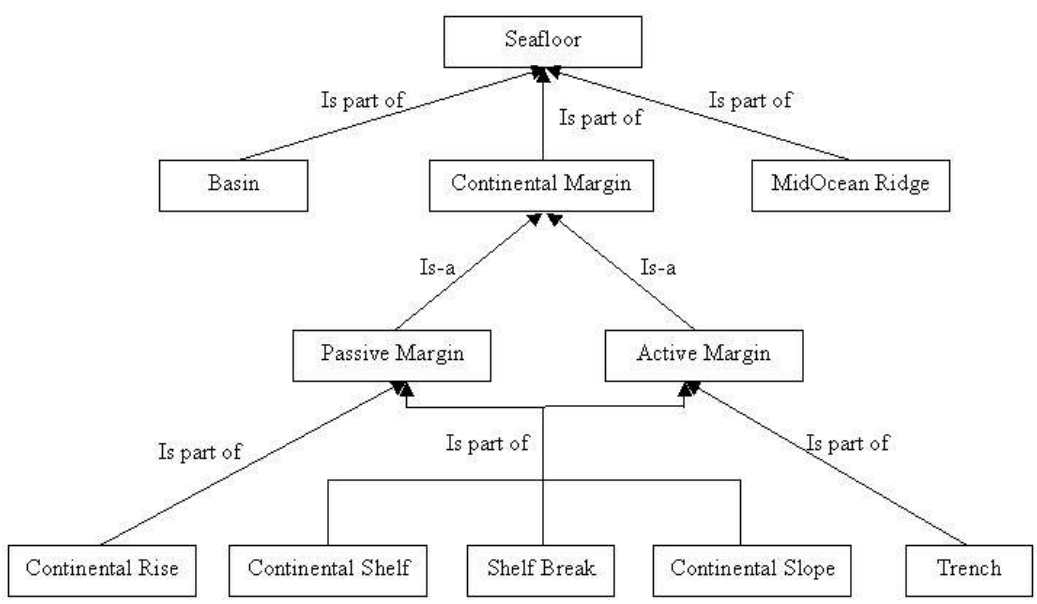 Seafloor
Is part of
Is part of
Is part of
Basin
Continental Margin
MidOcean Ridge
Is-a
Is-a
Passive Margin
Active Margin
Is part of
Is part of
Is part of
Continental Rise
Continental Shelf
Shelf Break
Continental Slope
Trench